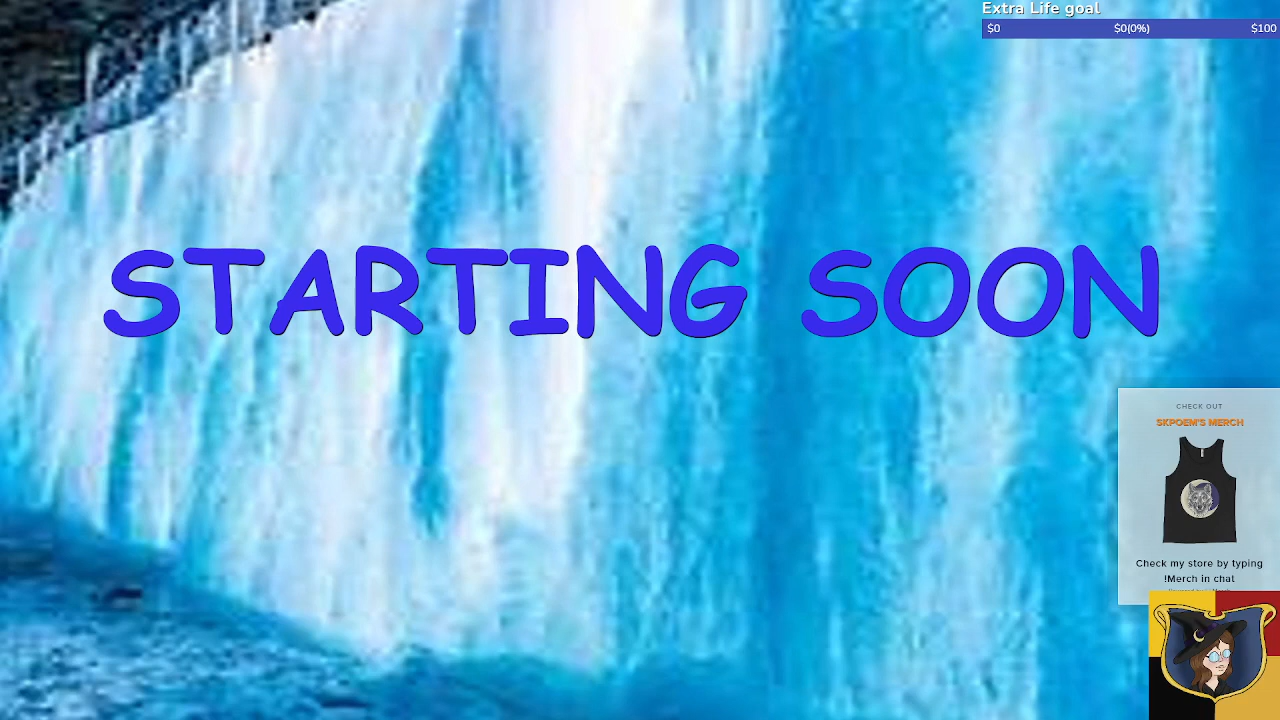 Extra Life goal
$0 $0(0%) $100
STARTING SOON
CHECK OUT
SKPOEM'S MERCH
Check my store by typing
!Merch in chat